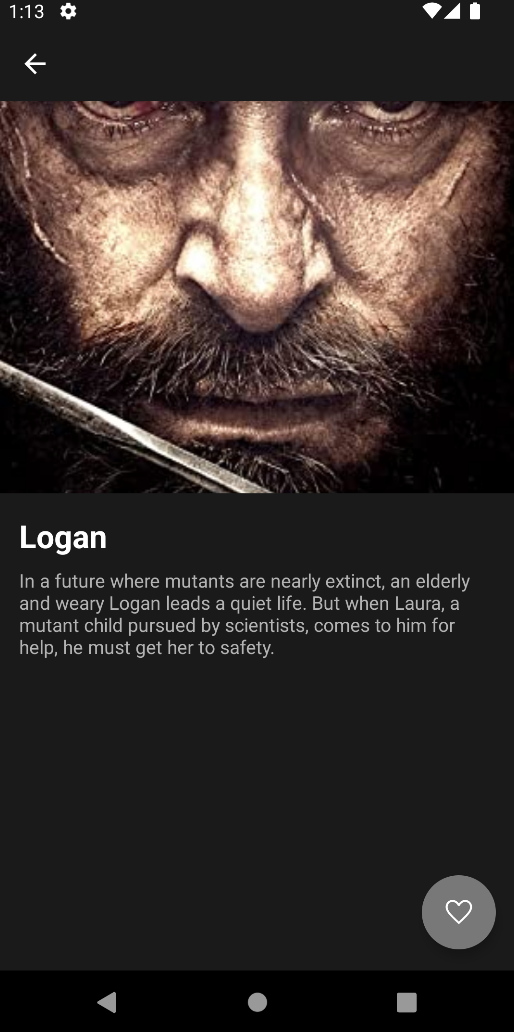 1:13
Logan
In a future where mutants are nearly extinct, an elderly
and weary Logan leads a quiet life. But when Laura, a
mutant child pursued by scientists, comes to him for
help, he must get her to safety.